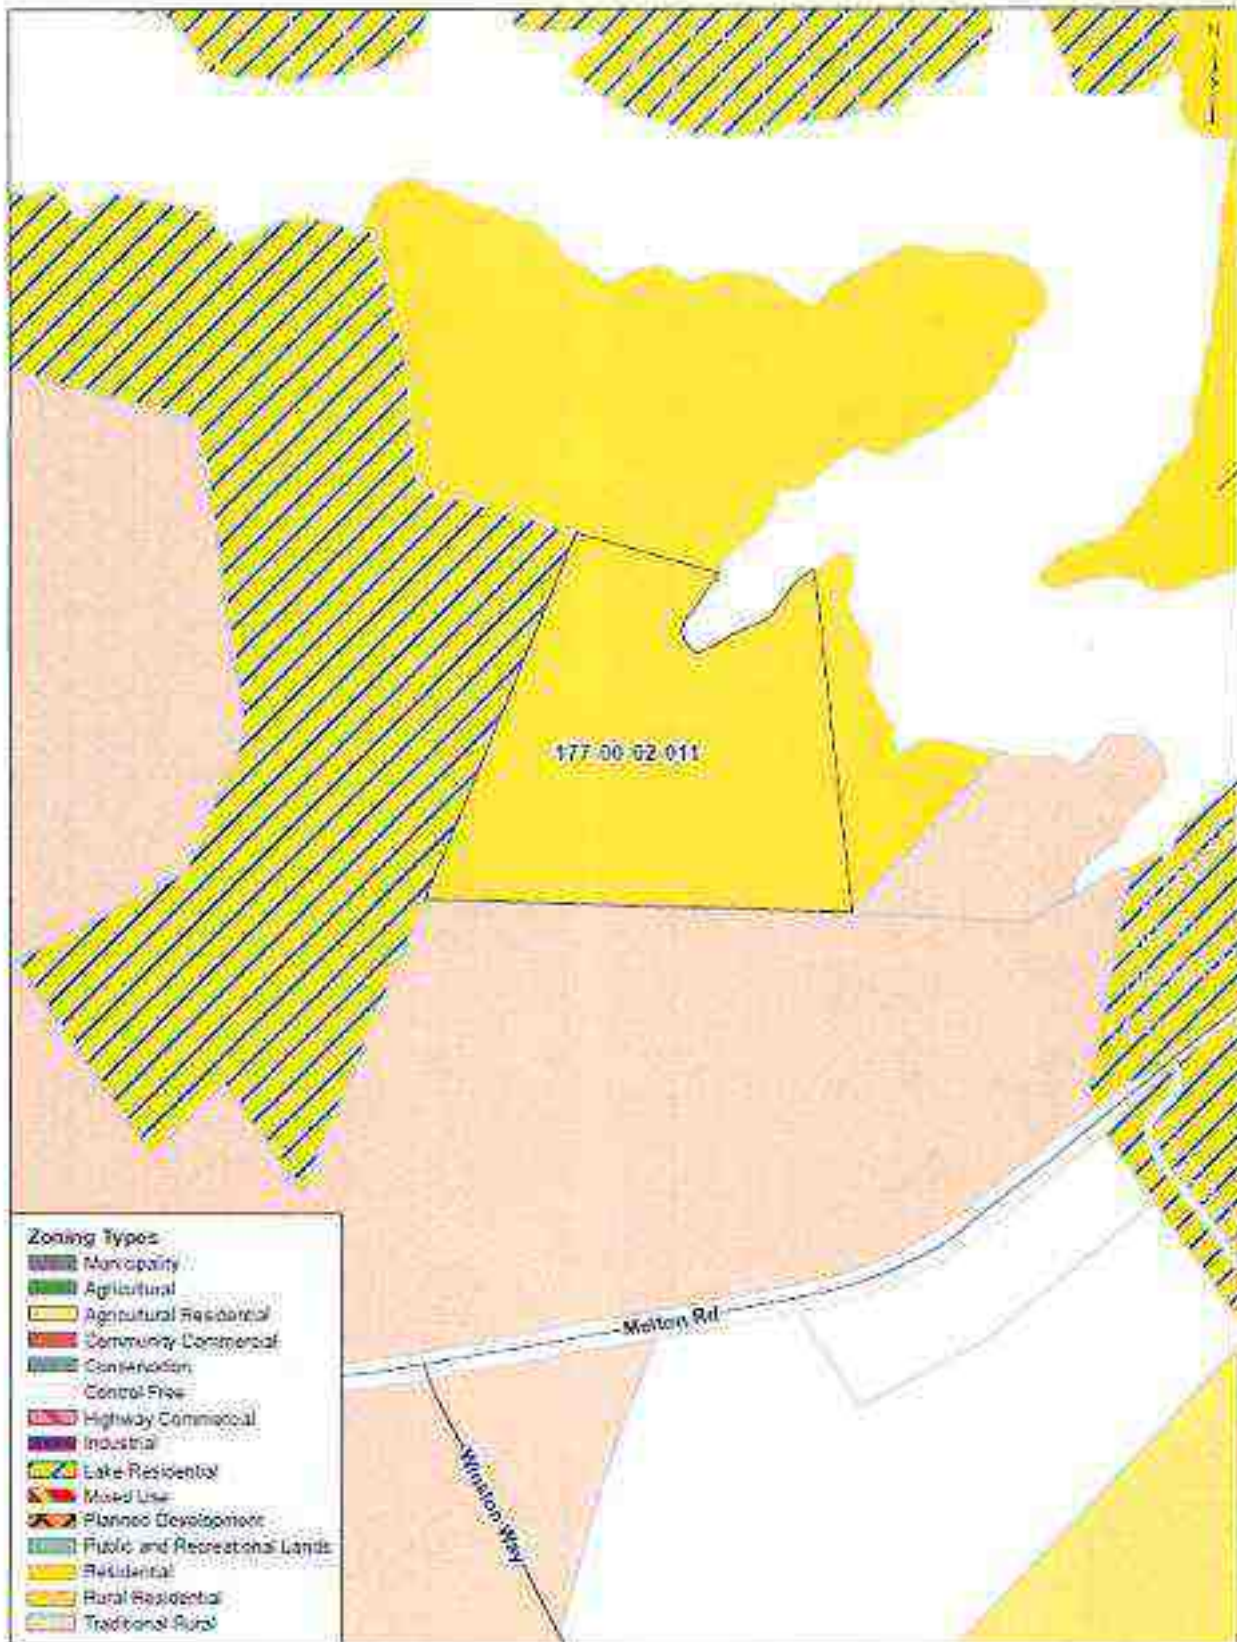 N
177-00-02-011
Melton Rd
Winston Way
Zoning Types
Municipality
Agricultural
Agricultural Residential
Community Commercial
Conservation
Control Free
Highway Commercial
Industrial
Lake Residential
Mixed Use
Planned Development
Public and Recreational Lands
Residential
Rural Residential
Traditional Rural